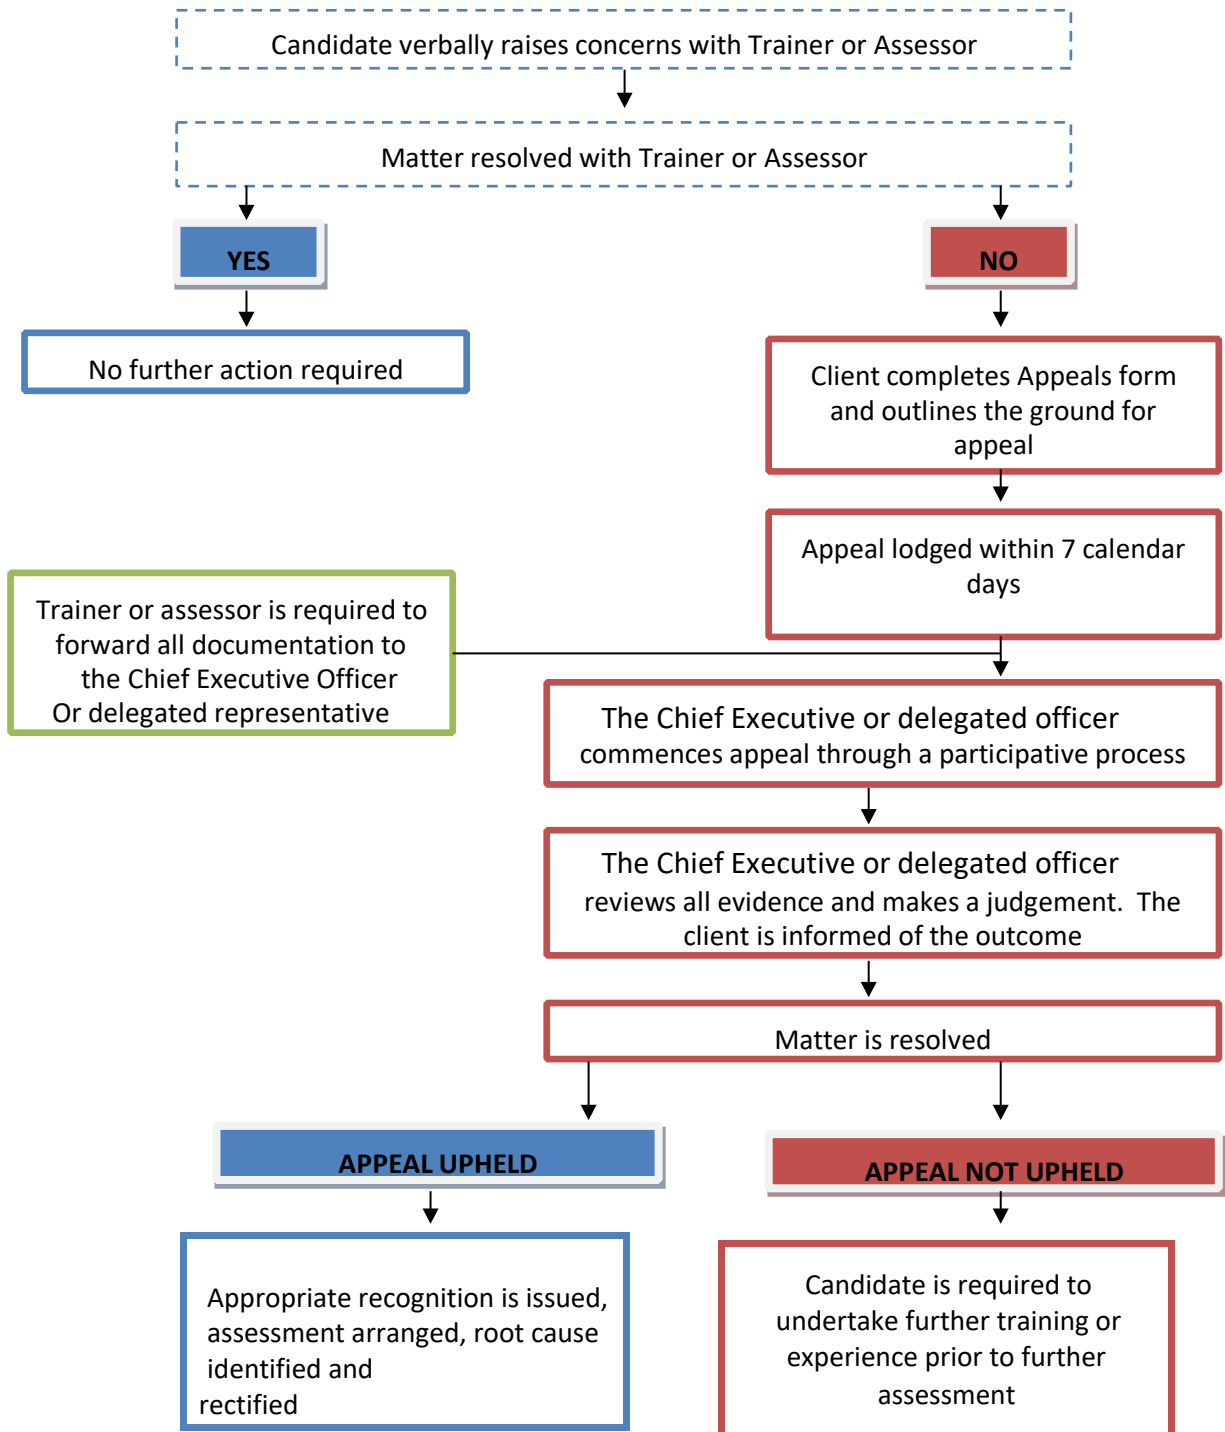 Candidate verbally raises concerns with Trainer or Assessor
Matter resolved with Trainer or Assessor
YES
NO
No further action required
Client completes Appeals form
and outlines the ground for
appeal
Appeal lodged within 7 calendar
days
Trainer or assessor is required to
forward all documentation to
the Chief Executive Officer
Or delegated representative
The Chief Executive or delegated officer
commences appeal through a participative process
The Chief Executive or delegated officer
reviews all evidence and makes a judgement.  The
client is informed of the outcome
Matter is resolved
APPEAL UPHELD
APPEAL NOT UPHELD
Appropriate recognition is issued,
assessment arranged, root cause
identified and
rectified
Candidate is required to
undertake further training or
experience prior to further
assessment